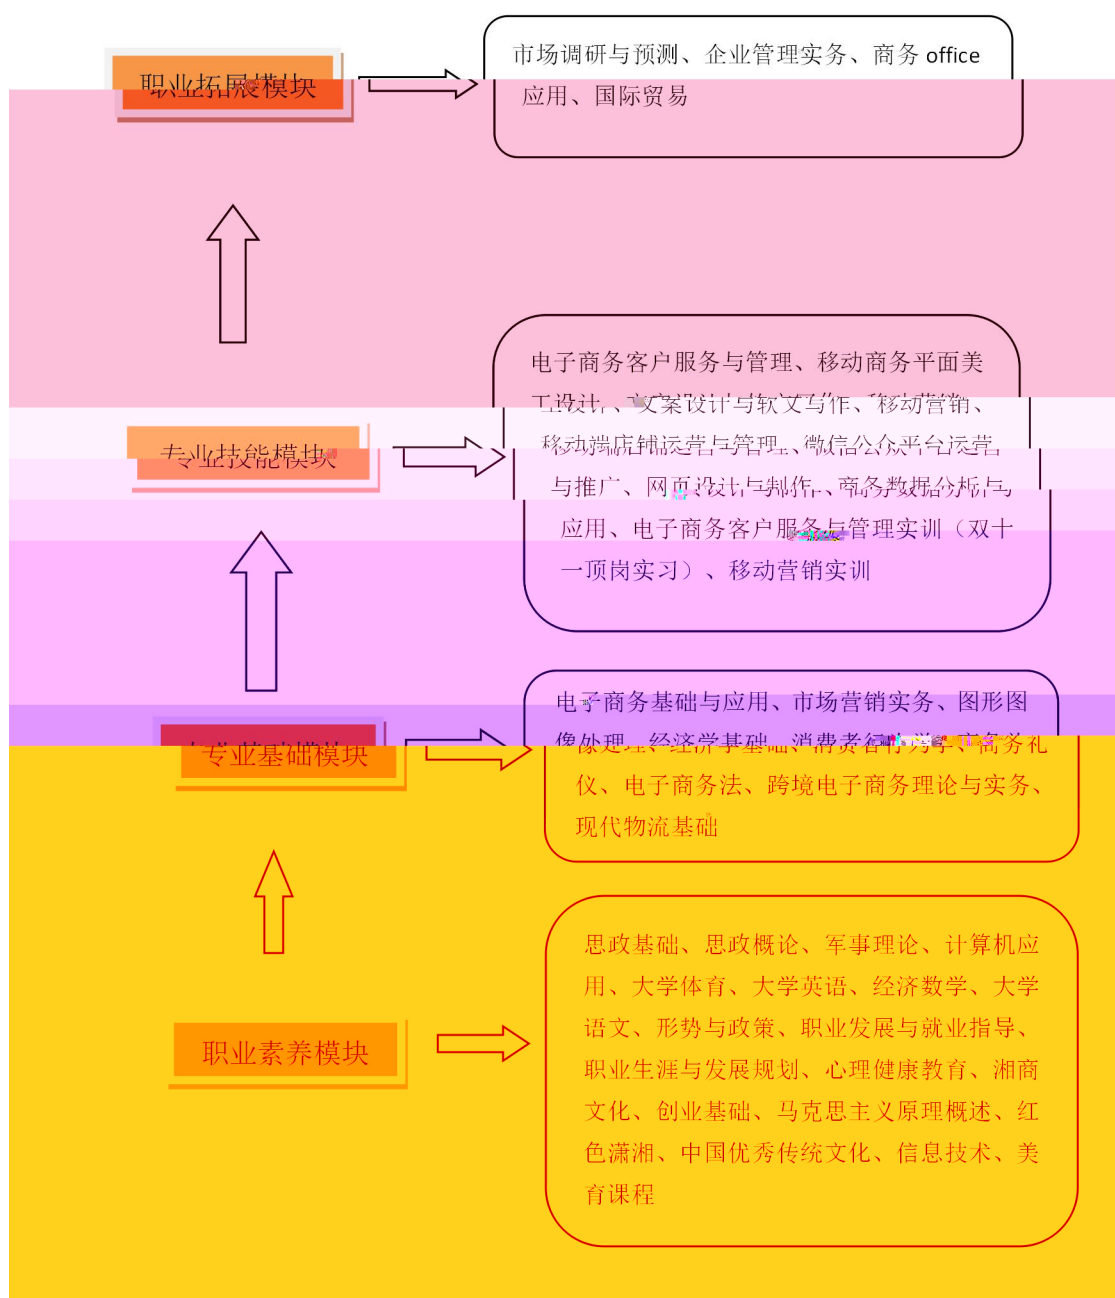 职业拓展模块
市场调研与预测、企业管理实务、商务 office
应用、国际贸易
专业技能模块
电子商务客户服务与管理、移动商务平面美
工设计、文案设计与软文写作、移动营销、
移动端店铺运营与管理、微信公众平台运营
与推广、网页设计与制作、商务数据分析与
应用、电子商务客户服务与管理实训（双十
一顶岗实习）、移动营销实训
专业基础模块
电子商务基础与应用、市场营销实务、图形图
像处理、经济学基础、消费者行为学、商务礼
仪、电子商务法、跨境电子商务理论与实务、
现代物流基础
职业素养模块
思政基础、思政概论、军事理论、计算机应
用、大学体育、大学英语、经济数学、大学
语文、形势与政策、职业发展与就业指导、
职业生涯与发展规划、心理健康教育、湘商
文化、创业基础、马克思主义原理概述、红
色潇湘、中国优秀传统文化、信息技术、美
育课程